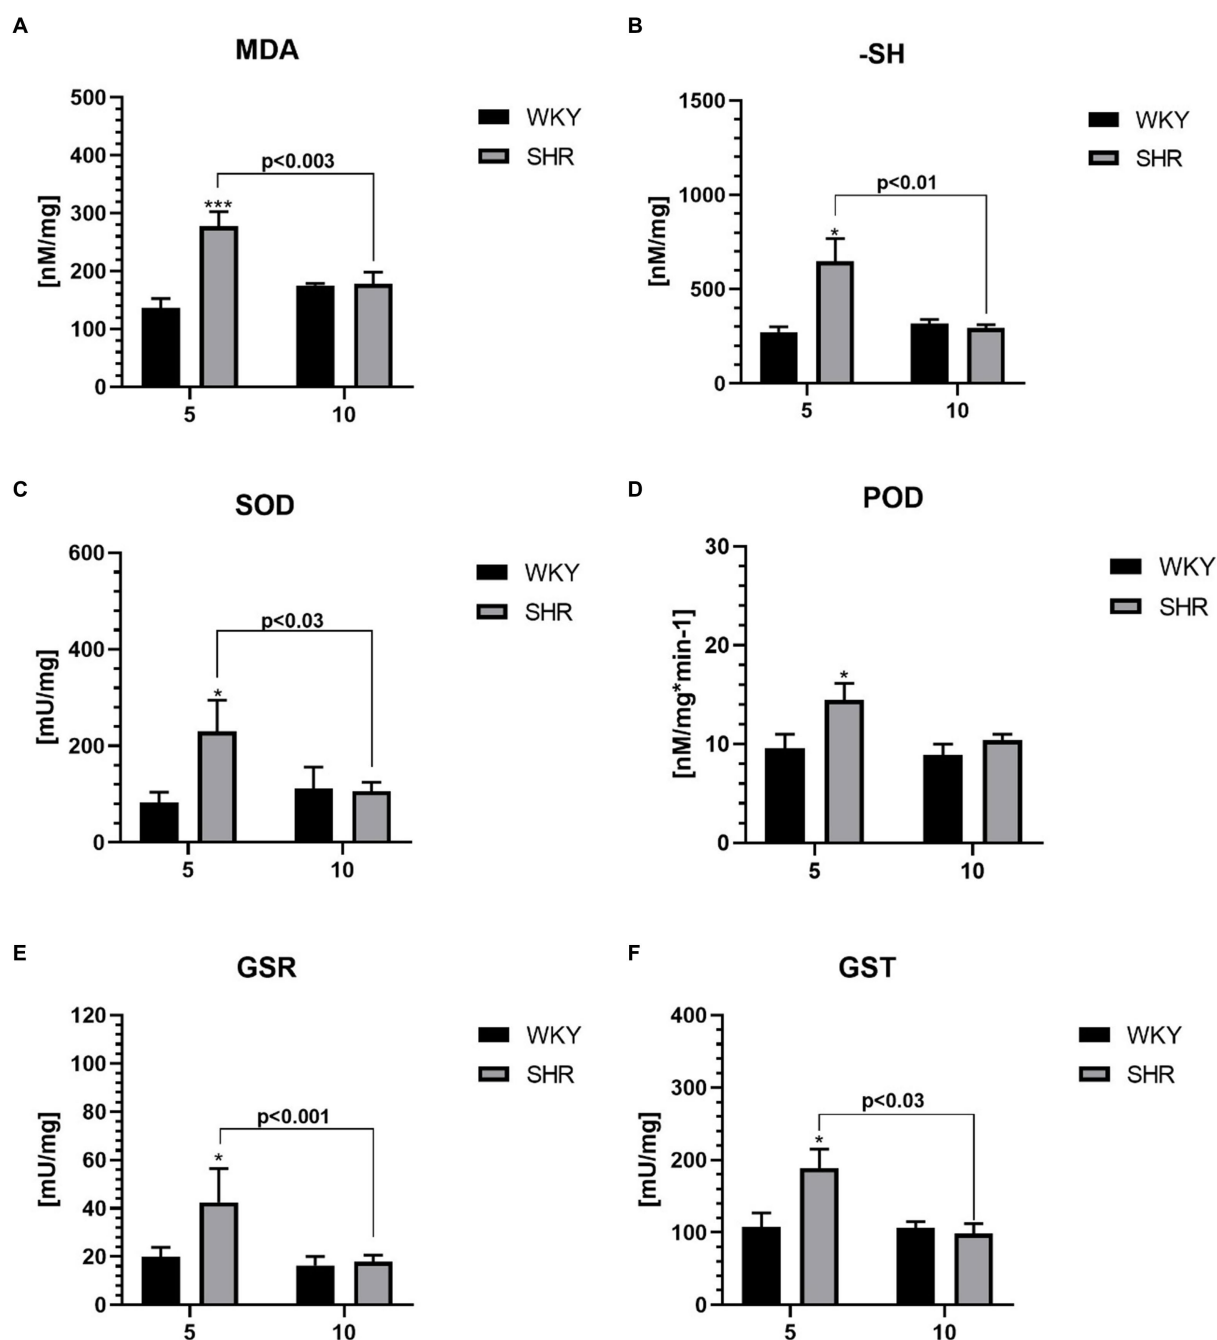 A
MDA
500
400
300
200
100
0
[nM/mg]
p<0.003
***
5
10
WKY
SHR
B
-SH
1500
1000
500
0
[nM/mg]
p<0.01
*
5
10
WKY
SHR
C
SOD
600
400
200
0
[mU/mg]
p<0.03
*
5
10
WKY
SHR
D
POD
30
20
10
0
[nM/mg*min-1]
*
5
10
WKY
SHR
E
GSR
120
100
80
60
40
20
0
[mU/mg]
p<0.001
*
5
10
WKY
SHR
F
GST
400
300
200
100
0
[mU/mg]
p<0.03
*
5
10
WKY
SHR